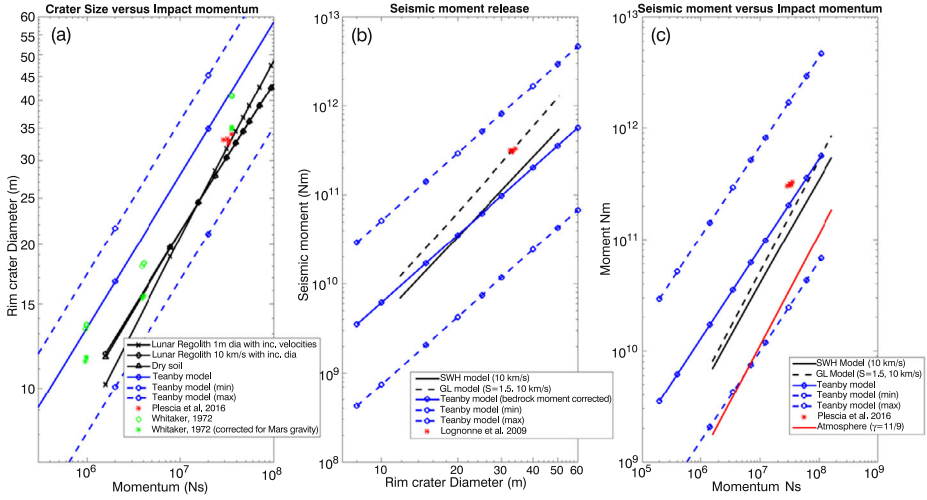 Crater Size versus Impact momentum
(a)
Rim crater Diameter (m)
60
55
50
45
40
35
30
25
20
15
10
10^6
10^7
10^8
Momentum (Ns)
Lunar Regolith 1m dia with inc, velocities
Lunar Regolith 10 km/s with inc. dia
Dry soil
Teanby model
Teanby model (min)
Teanby model (max)
Plescia et al, 2016
Whitaker, 1972
Whitaker, 1972 (corrected for Mars gravity)
Seismic moment release
(b)
Seismic moment (Nm)
10^13
10^12
10^11
10^10
10^9
10^8
10
20
30
40
50
60
Rim crater Diameter (m)
SWH model (10 km/s)
GL model (S=1.5. 10 km/s)
Teanby model (bedrock moment corrected)
Teanby model (min)
Teanby model (max)
Lognonne et al. 2009
Seismic moment versus Impact momentum
(c)
Moment Nm
10^13
10^12
10^11
10^10
10^9
10^5
10^6
10^7
10^8
10^9
Momentum Ns
SWH Model (10 km/s)
GL Model (S=1.5, 10 km/s)
Teanby model
Teanby model (min)
Teanby model (max)
Plescia et al. 2016
Atmosphere (γ=11/9)